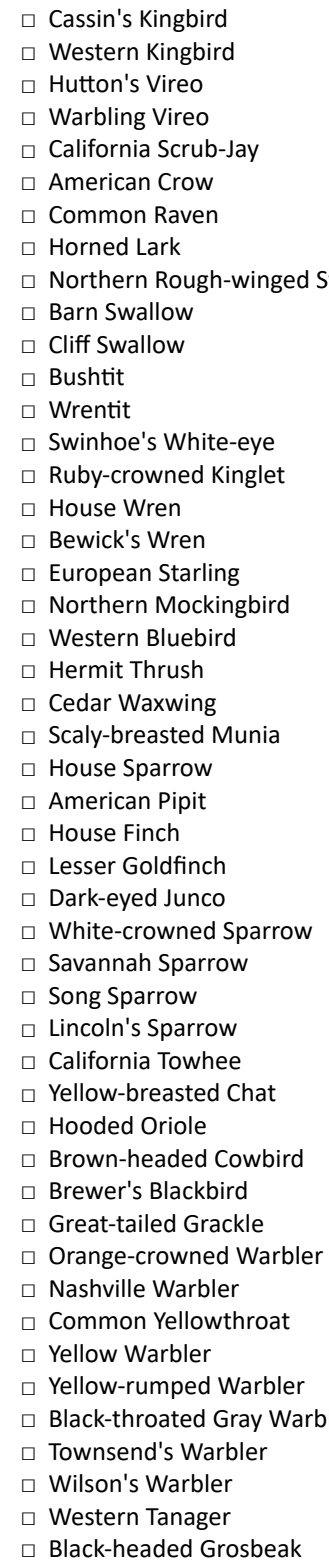 □ Cassin's Kingbird
□ Western Kingbird
□ Hutton's Vireo
□ Warbling Vireo
□ California Scrub-Jay
□ American Crow
□ Common Raven
□ Horned Lark
□ Northern Rough-winged
□ Barn Swallow
□ Cliff Swallow
□ Bushtit
□ Wrentit
□ Swinhoe's White-eye
□ Ruby-crowned Kinglet
□ House Wren
□ Bewick's Wren
□ European Starling
□ Northern Mockingbird
□ Western Bluebird
□ Hermit Thrush
□ Cedar Waxwing
□ Scaly-breasted Munia
□ House Sparrow
□ American Pipit
□ House Finch
□ Lesser Goldfinch
□ Dark-eyed Junco
□ White-crowned Sparrow
□ Savannah Sparrow
□ Song Sparrow
□ Lincoln's Sparrow
□ California Towhee
□ Yellow-breasted Chat
□ Hooded Oriole
□ Brown-headed Cowbird
□ Brewer's Blackbird
□ Great-tailed Grackle
□ Orange-crowned Warbler
□ Nashville Warbler
□ Common Yellowthroat
□ Yellow Warbler
□ Yellow-rumped Warbler
□ Black-throated Gray Warb
□ Townsend's Warbler
□ Wilson's Warbler
□ Western Tanager
□ Black-headed Grosbeak